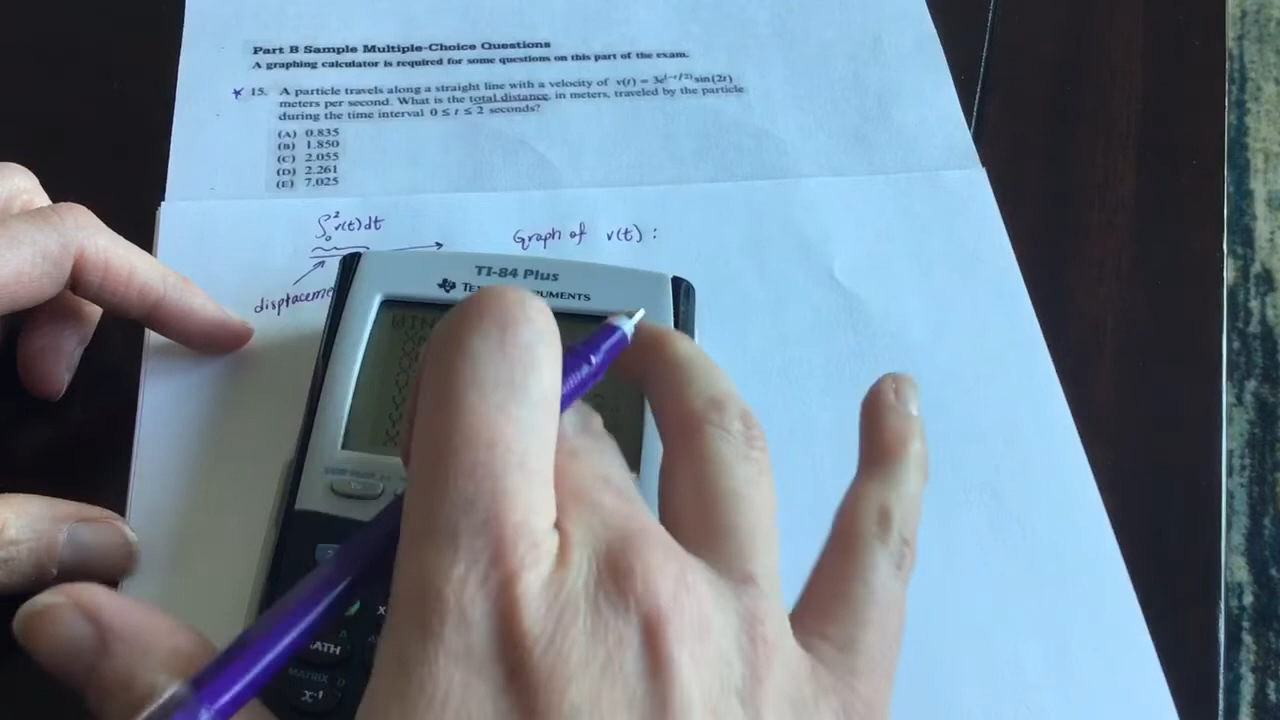 Part B Sample Multiple-Choice Questions
A graphing calculator is required for some questions on this part of the exam.
15. A particle travels along a straight line with a velocity of v(t) = 3e^(-t/2) sin(2t)
meters per second. What is the total distance, in meters, traveled by the particle
during the time interval 0 ≤ t ≤ 2 seconds?
(A) 0.835
(B) 1.850
(C) 2.055
(D) 2.261
(E) 7.025
∫₀² v(t)dt
Graph of v(t):
displaceme
TI-84 Plus
WIN
MATH
MATRIX D
x⁻¹